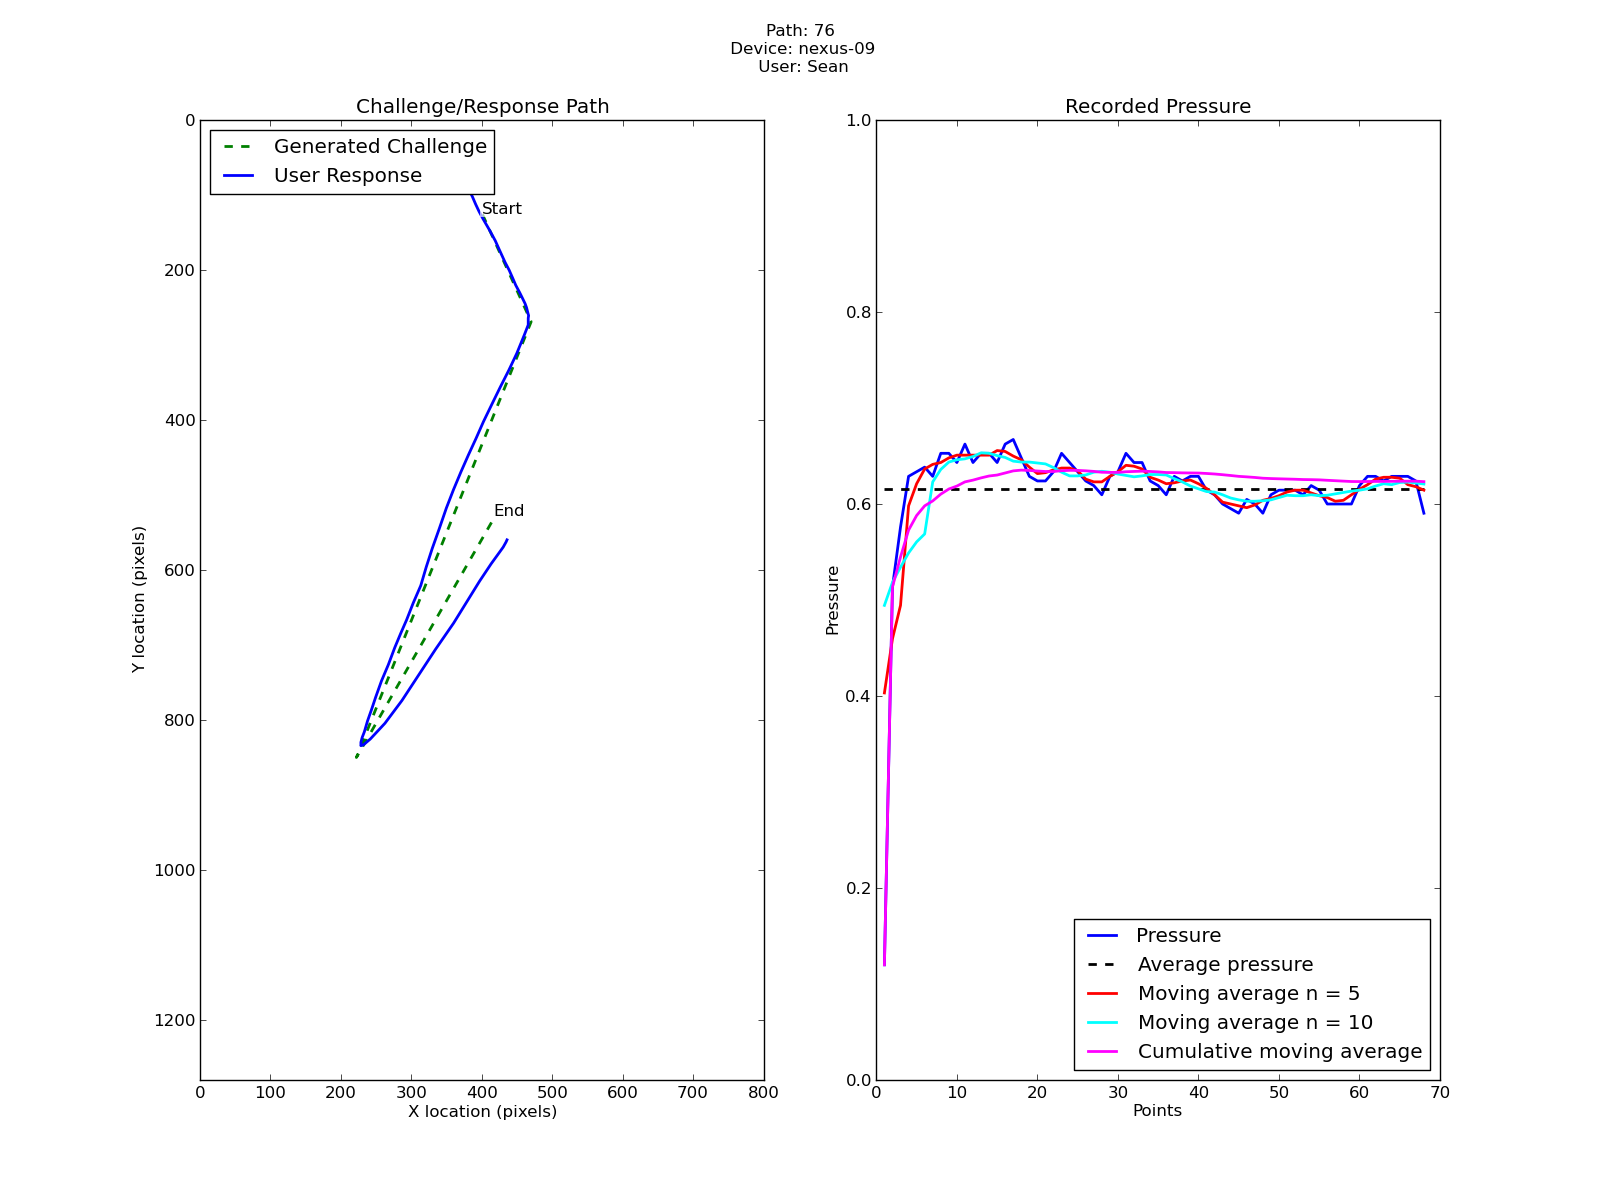 Path: 76
Device: nexus-09
User: Sean
Challenge/Response Path
Generated Challenge
User Response
Start
End
0
200
400
600
800
1000
1200
Y location (pixels)
0 100 200 300 400 500 600 700 800
X location (pixels)
Recorded Pressure
1.0
0.8
0.6
0.4
0.2
0.0
Pressure
Pressure
Average pressure
Moving average n = 5
Moving average n = 10
Cumulative moving average
0 10 20 30 40 50 60 70
Points